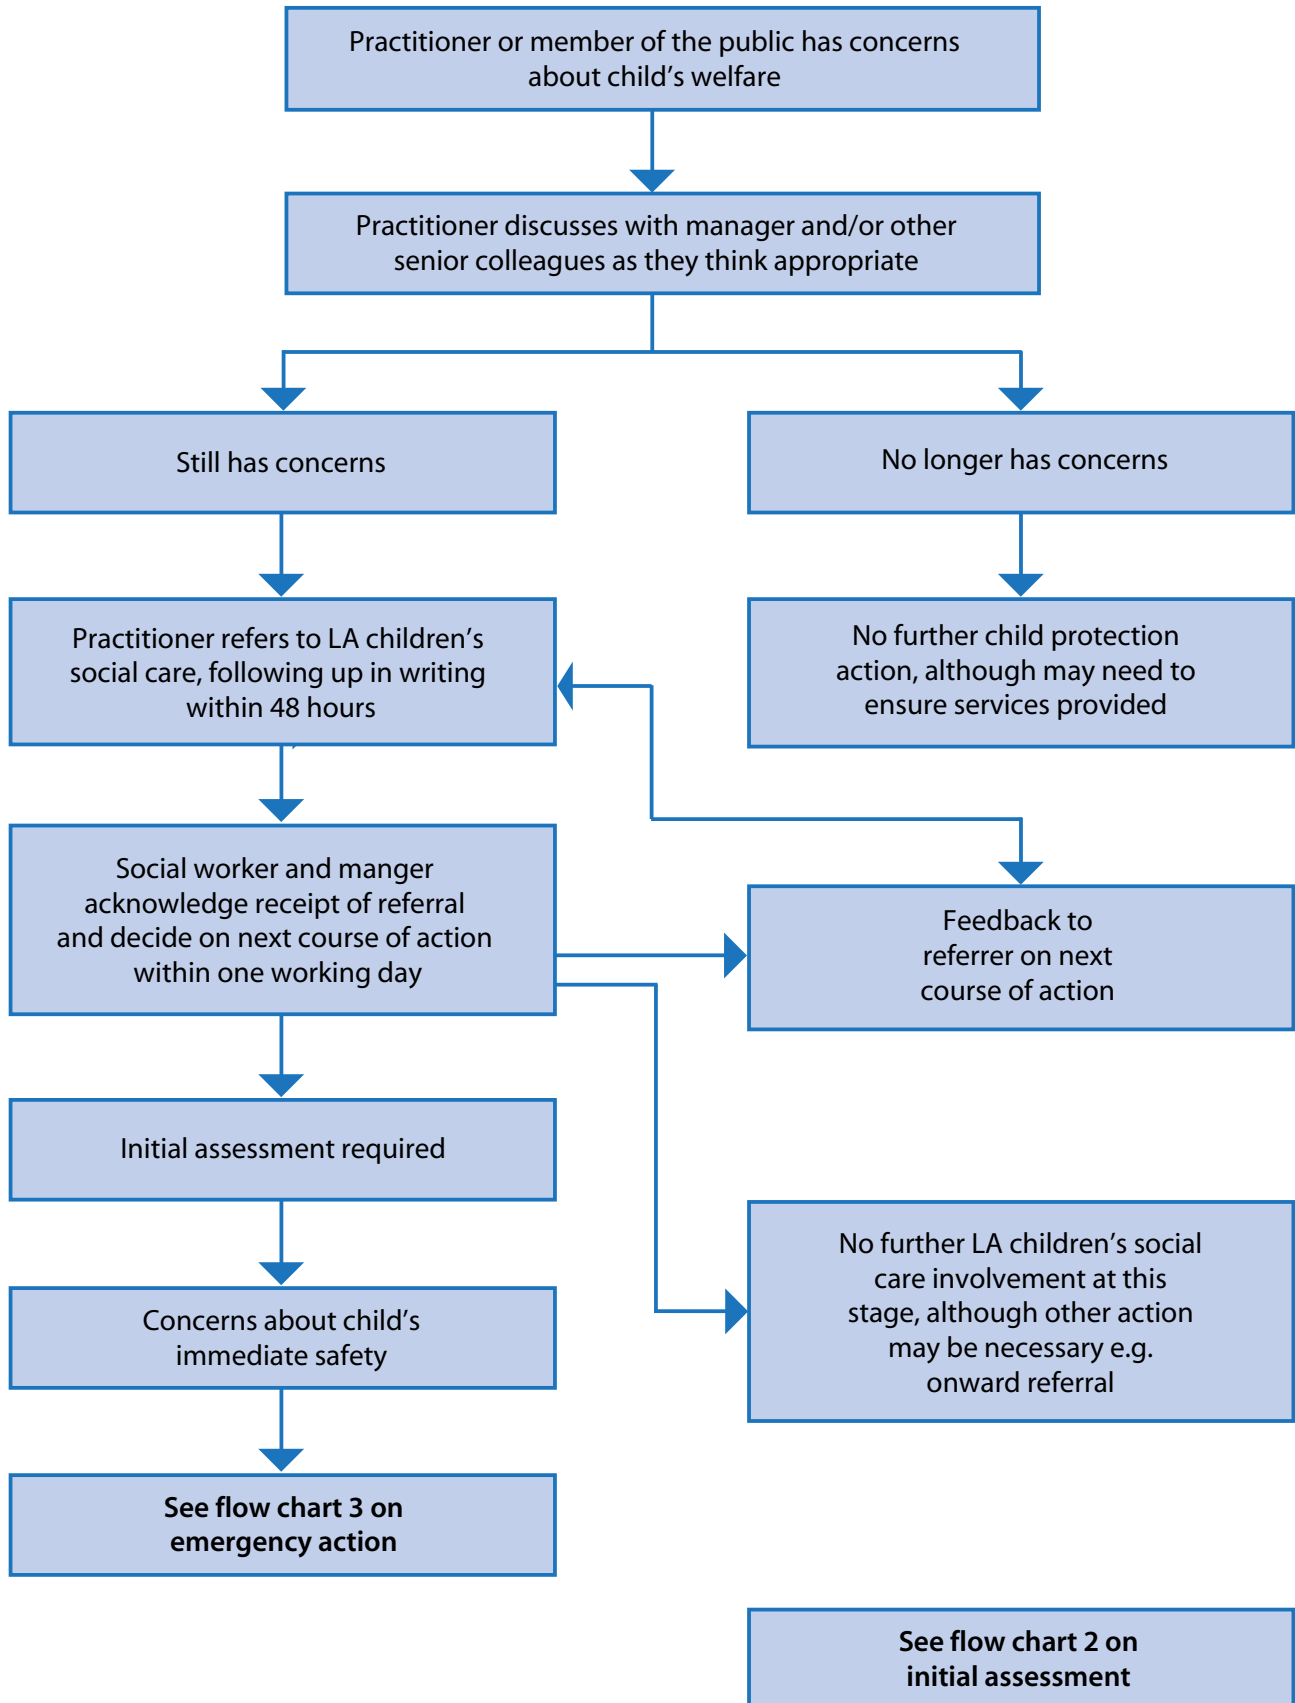 Practitioner or member of the public has concerns
about child’s welfare
Practitioner discusses with manager and/or other
senior colleagues as they think appropriate
Still has concerns
No longer has concerns
Practitioner refers to LA children’s
social care, following up in writing
within 48 hours
No further child protection
action, although may need to
ensure services provided
Social worker and manger
acknowledge receipt of referral
and decide on next course of action
within one working day
Feedback to
referrer on next
course of action
Initial assessment required
No further LA children’s social
care involvement at this
stage, although other action
may be necessary e.g.
onward referral
Concerns about child’s
immediate safety
See flow chart 3 on
emergency action
See flow chart 2 on
initial assessment